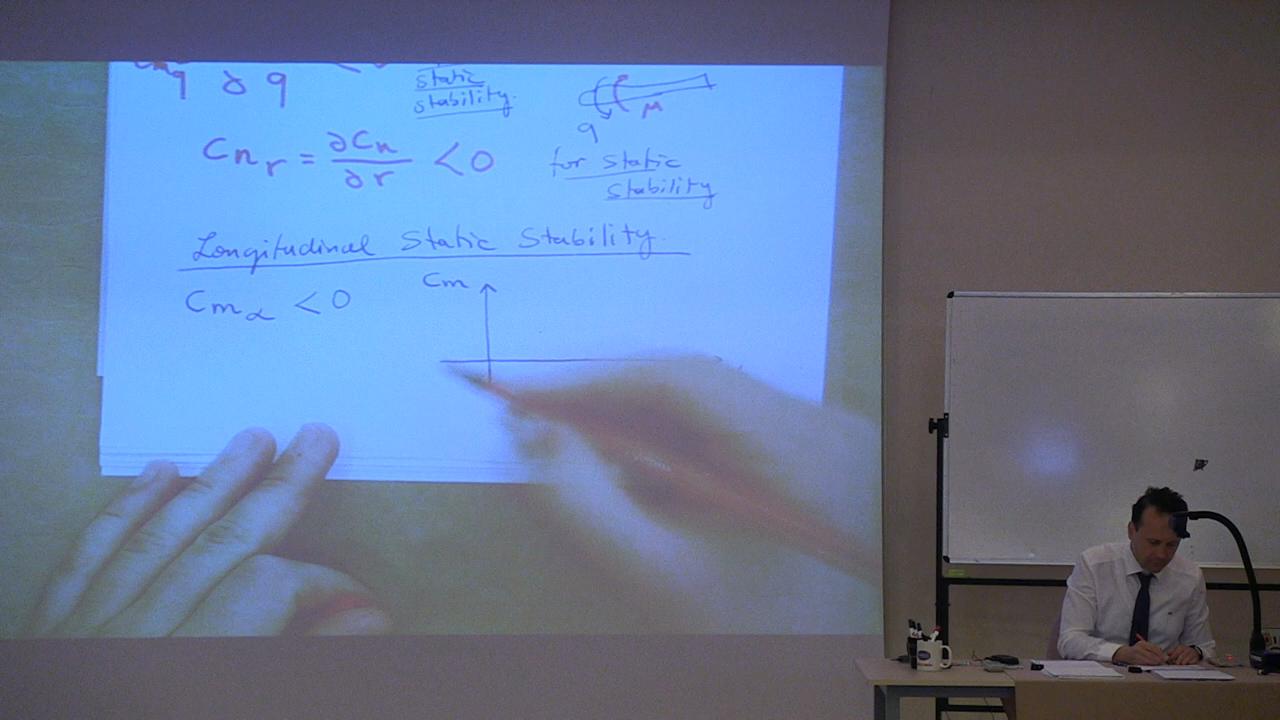 q ∂ q
static
stability.
q
M
Cn_r = ∂Cn/∂r < 0
for static
stability
Longitudinal Static Stability.
Cm_α < 0
Cm